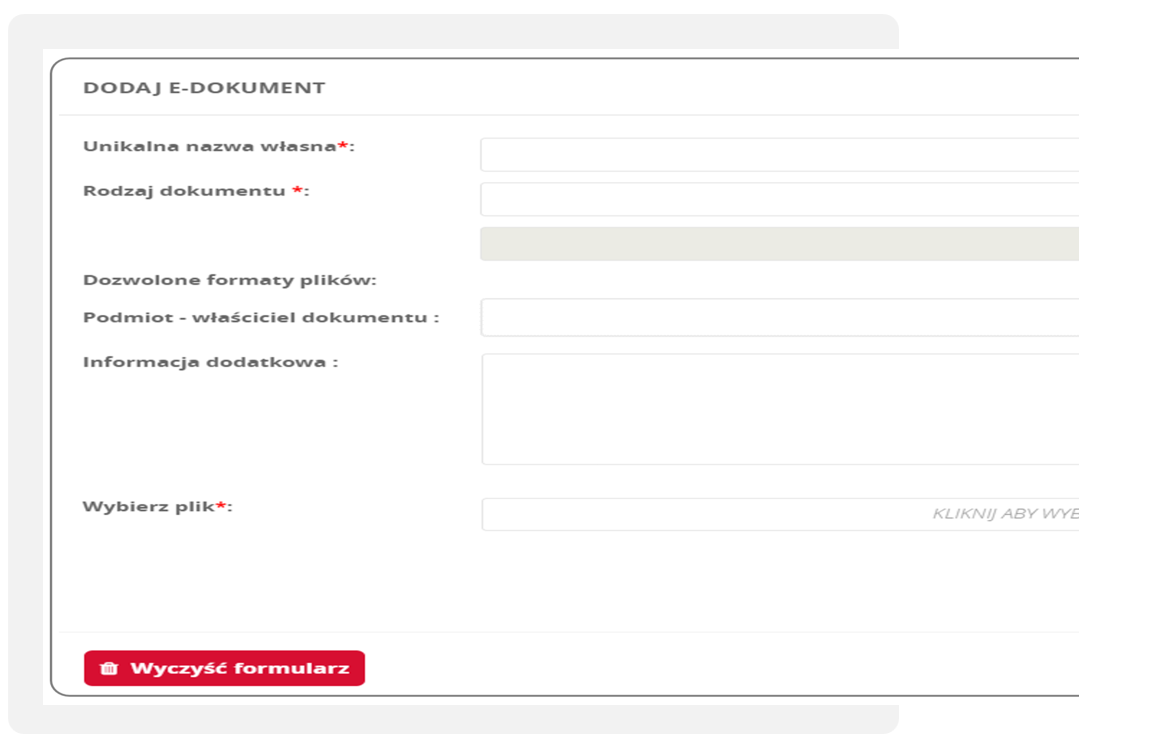 DODAJ E-DOKUMENT
Unikalna nazwa własna*:
Rodzaj dokumentu *:
Dozwolone formaty plików:
Podmiot - właściciel dokumentu :
Informacja dodatkowa :
Wybierz plik*:
KLIKNIJ ABY WYB
Wyczyść formularz